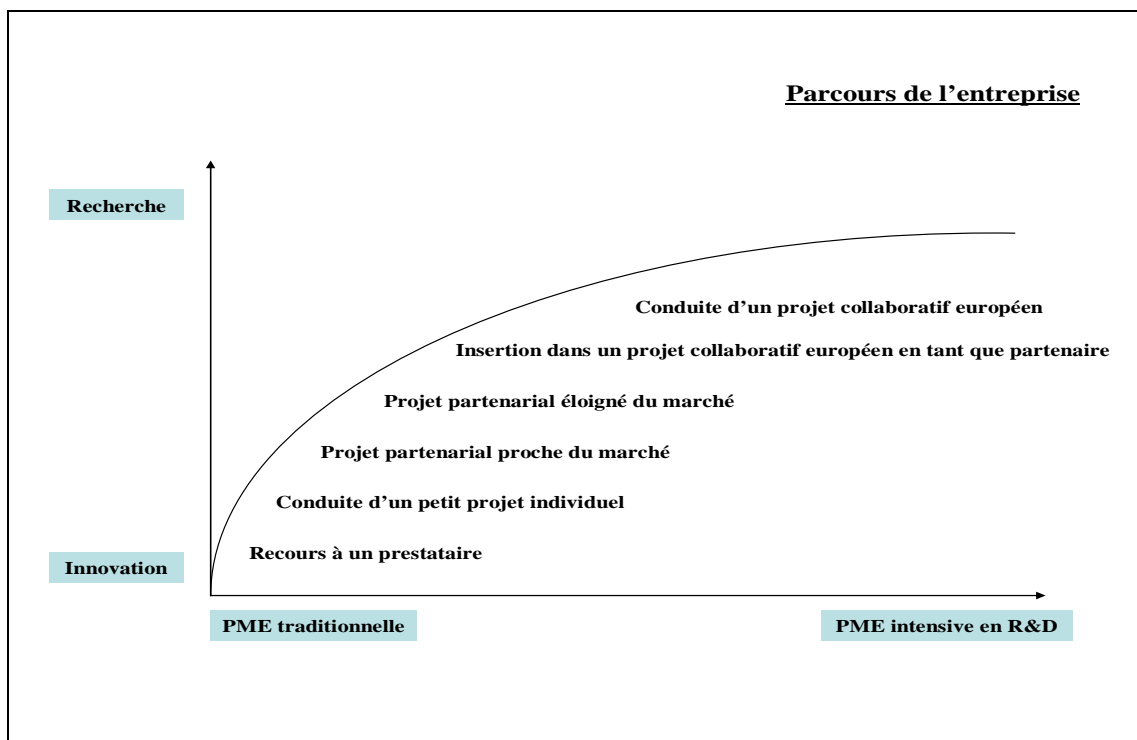 Parcours de l’entreprise
Recherche
Conduite d’un projet collaboratif européen
Insertion dans un projet collaboratif européen en tant que partenaire
Projet partenarial éloigné du marché
Projet partenarial proche du marché
Conduite d’un petit projet individuel
Recours à un prestataire
Innovation
PME traditionnelle
PME intensive en R&D